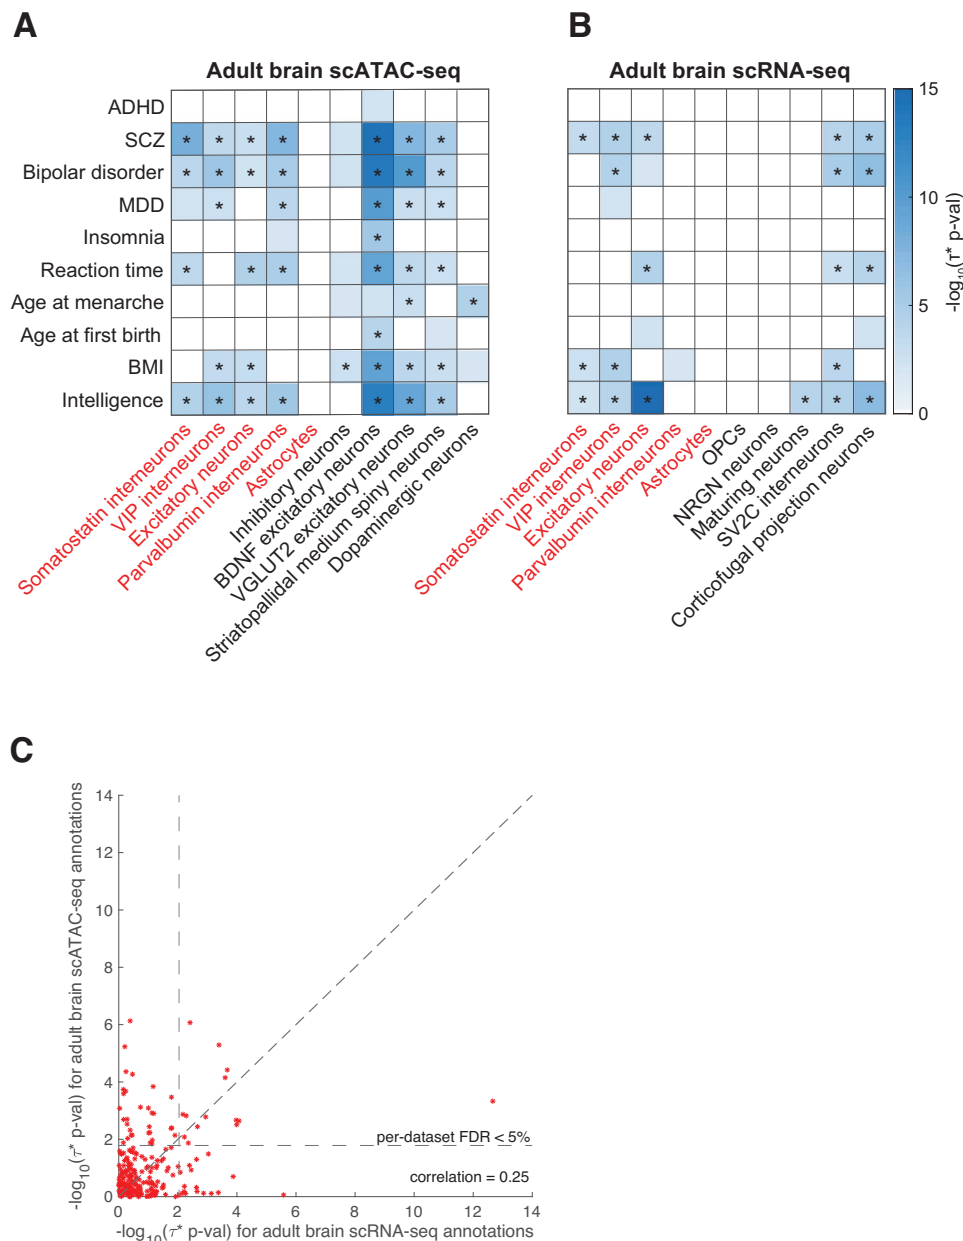 A
B
Adult brain scATAC-seq
Adult brain scRNA-seq
ADHD
SCZ
Bipolar disorder
MDD
Insomnia
Reaction time
Age at menarche
Age at first birth
BMI
Intelligence
15
10
5
0
-log10(τ* p-val)
Somatostatin interneurons
VIP interneurons
Excitatory neurons
Parvalbumin interneurons
Astrocytes
Inhibitory neurons
BDNF excitatory neurons
VGLUT2 excitatory neurons
Striatopallidal medium spiny neurons
Dopaminergic neurons
Somatostatin interneurons
VIP interneurons
Excitatory neurons
Parvalbumin interneurons
Astrocytes
OPCs
NRGN neurons
Maturing neurons
SV2C interneurons
Corticofugal projection neurons
C
-log10(τ* p-val) for adult brain scATAC-seq annotations
14
12
10
8
6
4
2
0
per-dataset FDR < 5%
correlation = 0.25
0 2 4 6 8 10 12 14
-log10(τ* p-val) for adult brain scRNA-seq annotations